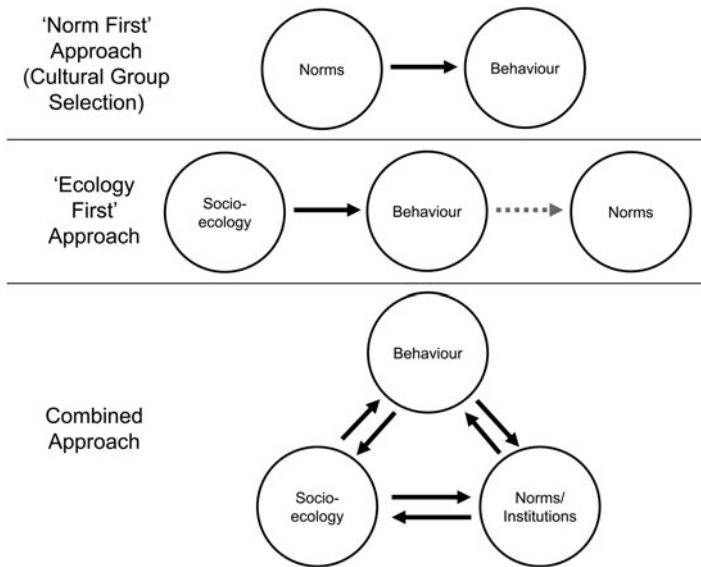 ‘Norm First’
Approach
(Cultural Group
Selection)
Norms
Behaviour
‘Ecology
First’
Approach
Socio-
ecology
Behaviour
Norms
Combined
Approach
Behaviour
Socio-
ecology
Norms/
Institutions